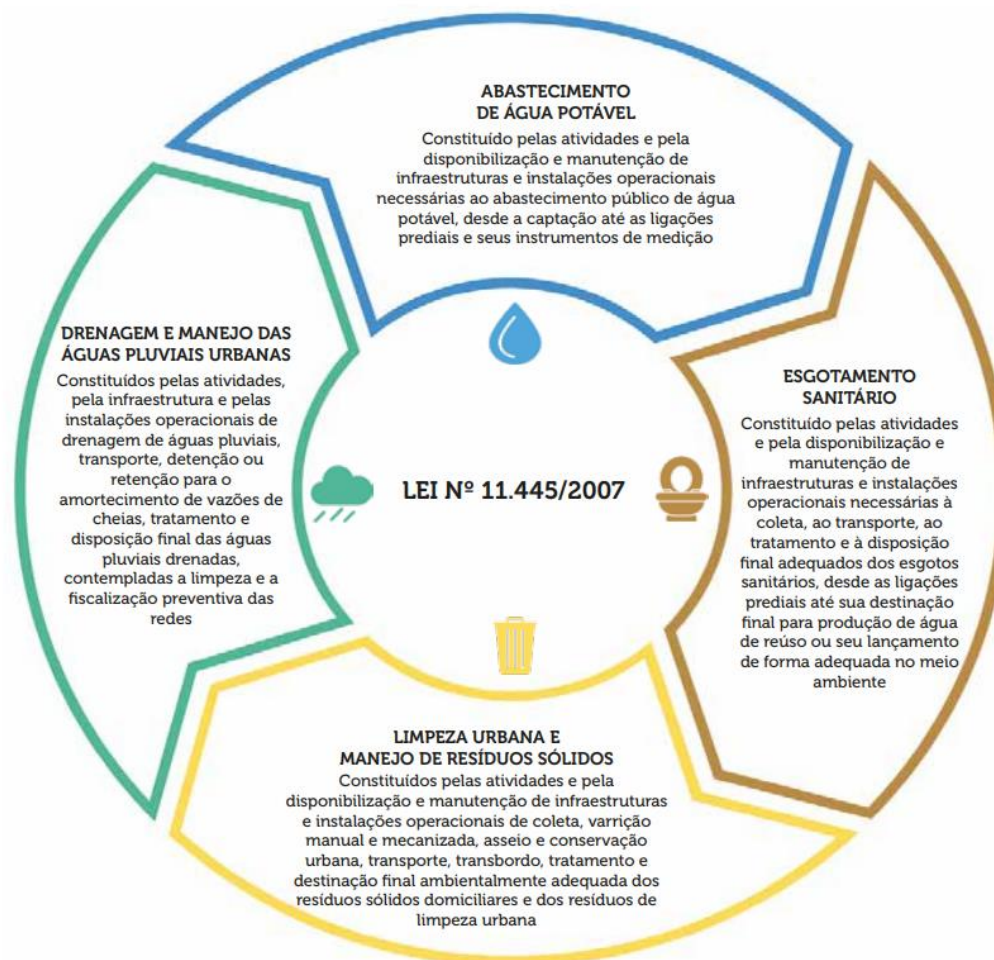 ABASTECIMENTO
DE ÁGUA POTÁVEL
Constituído pelas atividades e pela
disponibilização e manutenção de
infraestruturas e instalações operacionais
necessárias ao abastecimento público de água
potável, desde a captação até as ligações
prediais e seus instrumentos de medição
DRENAGEM E MANEJO DAS
ÁGUAS PLUVIAIS URBANAS
Constituídos pelas atividades,
pela infraestrutura e pelas
instalações operacionais de
drenagem de águas pluviais,
transporte, detenção ou
retenção para o
amortecimento de vazões de
cheias, tratamento e
disposição final das águas
pluviais drenadas,
contempladas a limpeza e a
fiscalização preventiva das
redes
LEI Nº 11.445/2007
ESGOTAMENTO
SANITÁRIO
Constituído pelas atividades
e pela disponibilização e
manutenção de
infraestruturas e instalações
operacionais necessárias à
coleta, ao transporte, ao
tratamento e à disposição
final adequados dos esgotos
sanitários, desde as ligações
prediais até sua destinação
final para produção de água
de reúso ou seu lançamento
de forma adequada no meio
ambiente
LIMPEZA URBANA E
MANEJO DE RESÍDUOS SÓLIDOS
Constituídos pelas atividades e pela
disponibilização e manutenção de infraestruturas
e instalações operacionais de coleta, varrição
manual e mecanizada, asseio e conservação
urbana, transporte, transbordo, tratamento e
destinação final ambientalmente adequada dos
resíduos sólidos domiciliares e dos resíduos de
limpeza urbana